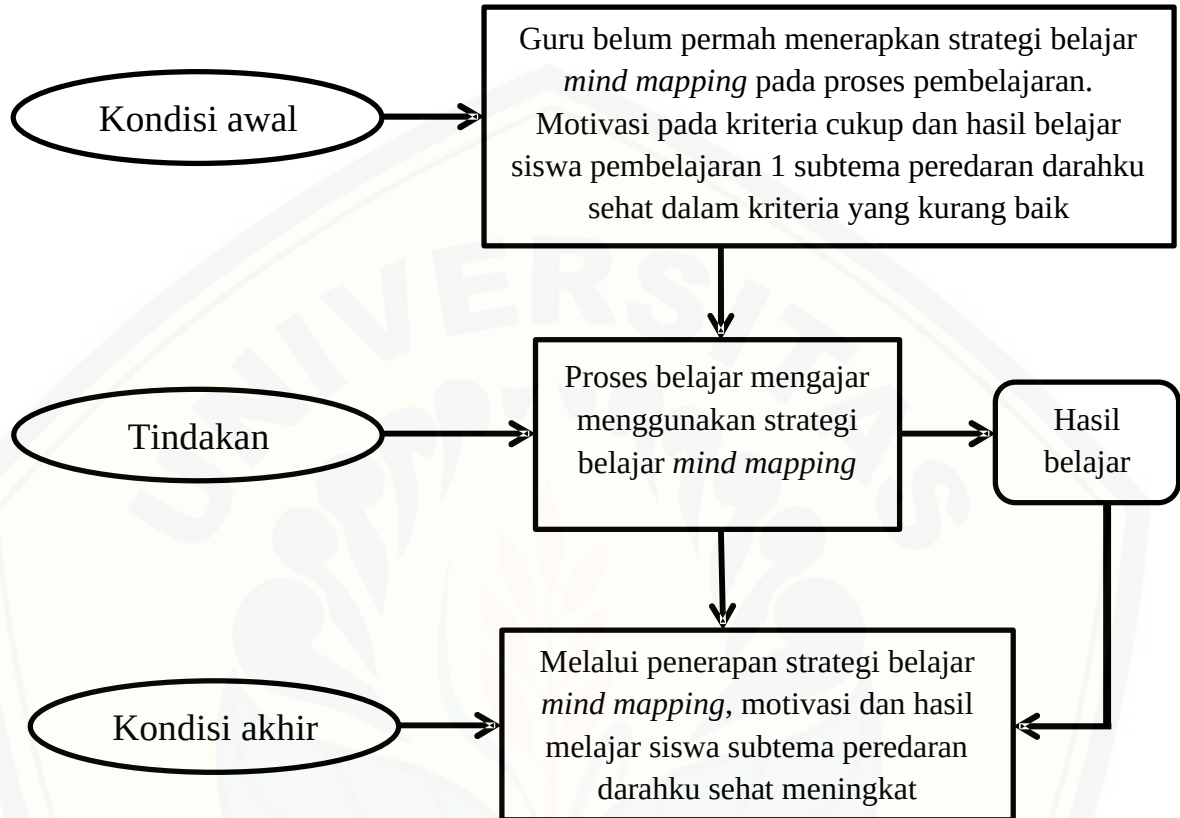 Kondisi awal
Guru belum permah menerapkan strategi belajar
mind mapping pada proses pembelajaran.
Motivasi pada kriteria cukup dan hasil belajar
siswa pembelajaran 1 subtema peredaran darahku
sehat dalam kriteria yang kurang baik
Tindakan
Proses belajar mengajar
menggunakan strategi
belajar mind mapping
Hasil
belajar
Kondisi akhir
Melalui penerapan strategi belajar
mind mapping, motivasi dan hasil
melajar siswa subtema peredaran
darahku sehat meningkat
UNIVERSITAS